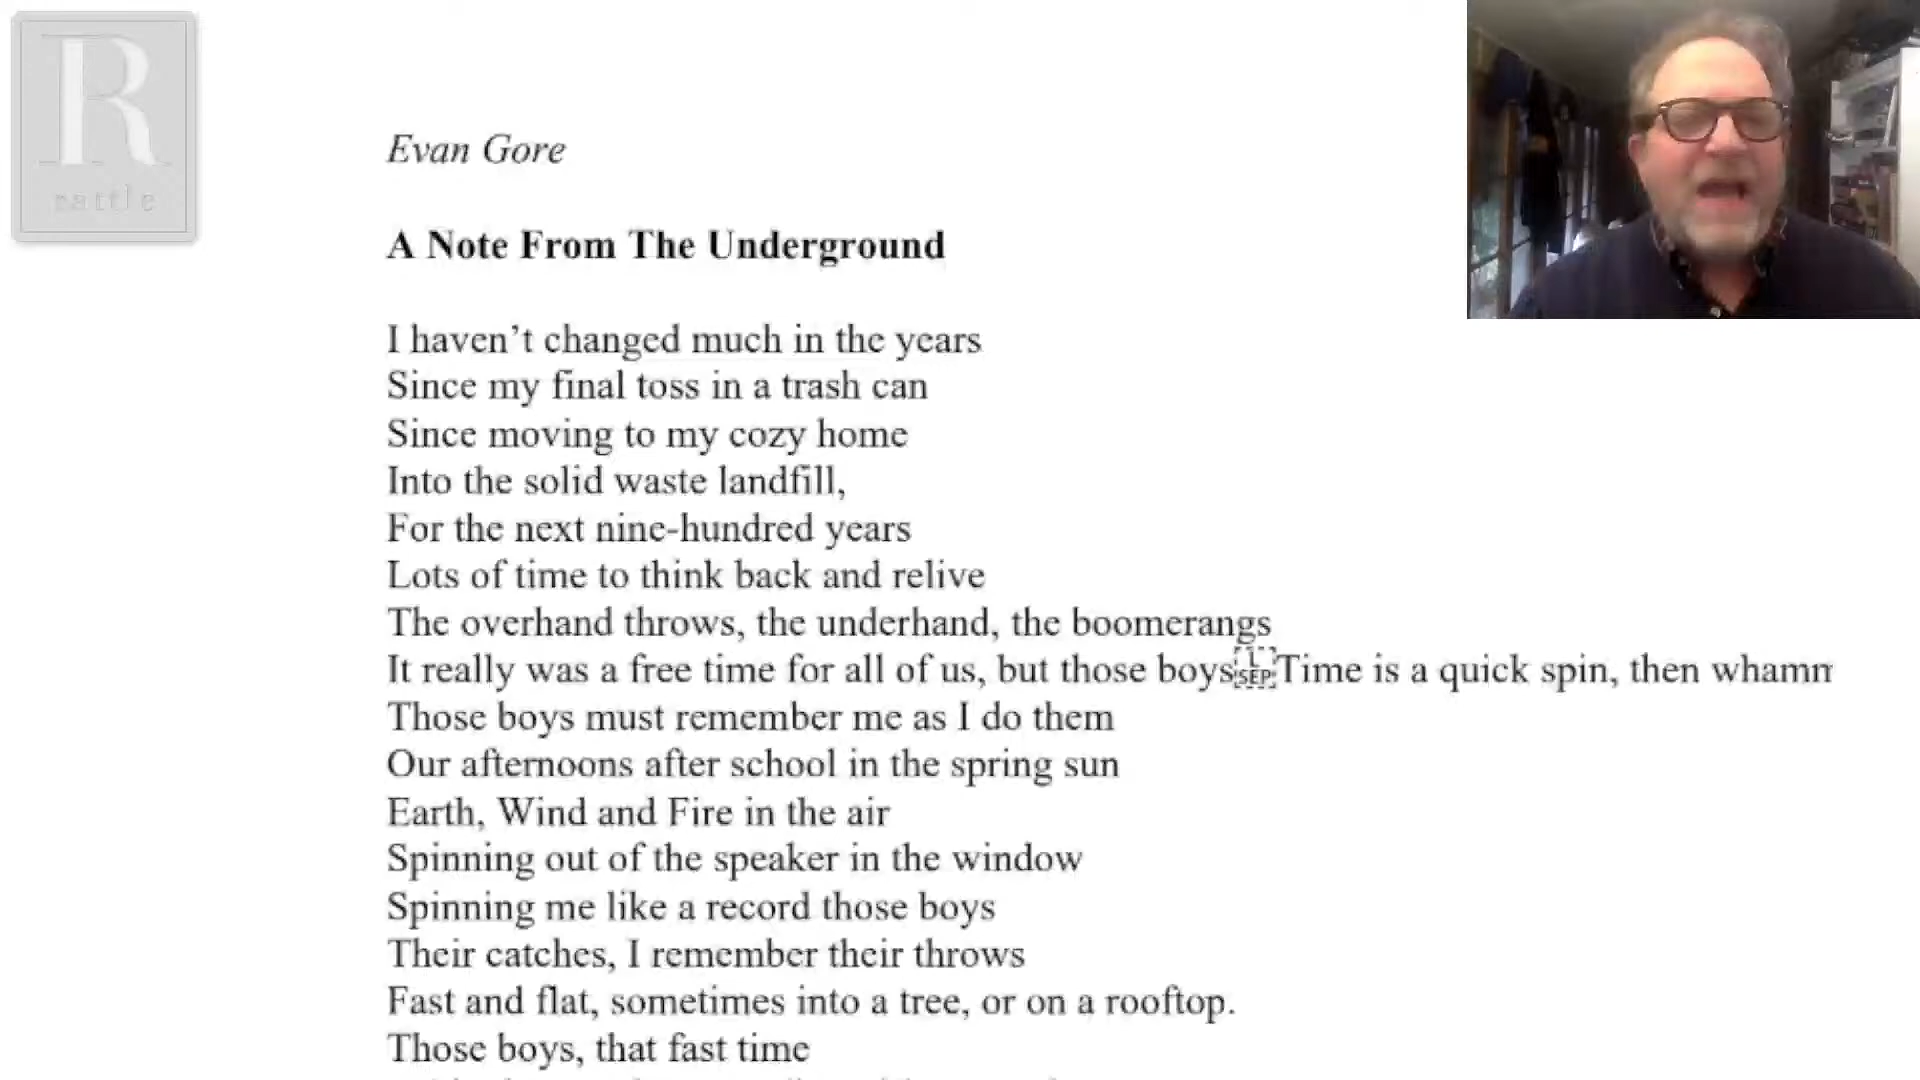 R
rattle
Evan Gore
A Note From The Underground
I haven’t changed much in the years
Since my final toss in a trash can
Since moving to my cozy home
Into the solid waste landfill,
For the next nine-hundred years
Lots of time to think back and relive
The overhand throws, the underhand, the boomerangs
It really was a free time for all of us, but those boys L SEP Time is a quick spin, then
Those boys must remember me as I do them
Our afternoons after school in the spring sun
Earth, Wind and Fire in the air
Spinning out of the speaker in the window
Spinning me like a record those boys
Their catches, I remember their throws
Fast and flat, sometimes into a tree, or on a rooftop.
Those boys, that fast time